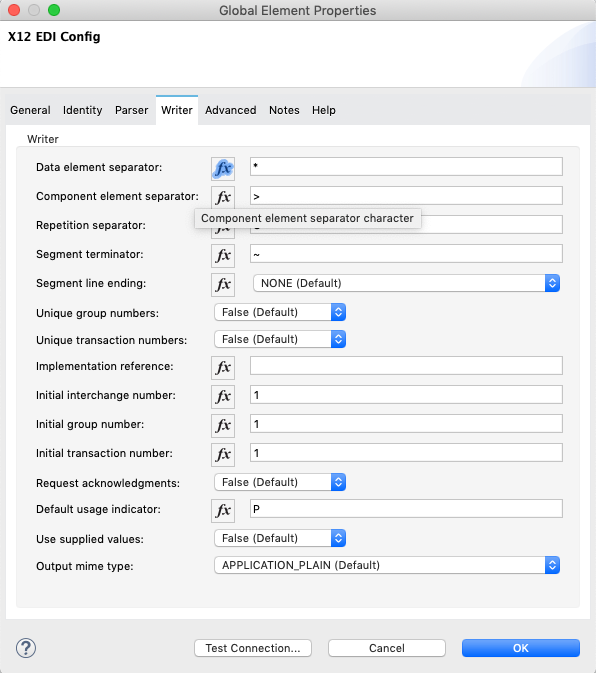 Global Element Properties
X12 EDI Config
General Identity Parser Writer Advanced Notes Help
Writer
Data element separator: fx *
Component element separator: fx >
Component element separator character
Repetition separator: fx
Segment terminator: fx ~
Segment line ending: fx NONE (Default)
Unique group numbers: False (Default)
Unique transaction numbers: False (Default)
Implementation reference: fx
Initial interchange number: fx 1
Initial group number: fx 1
Initial transaction number: fx 1
Request acknowledgments: False (Default)
Default usage indicator: fx P
Use supplied values: False (Default)
Output mime type: APPLICATION_PLAIN (Default)
? Test Connection... Cancel OK